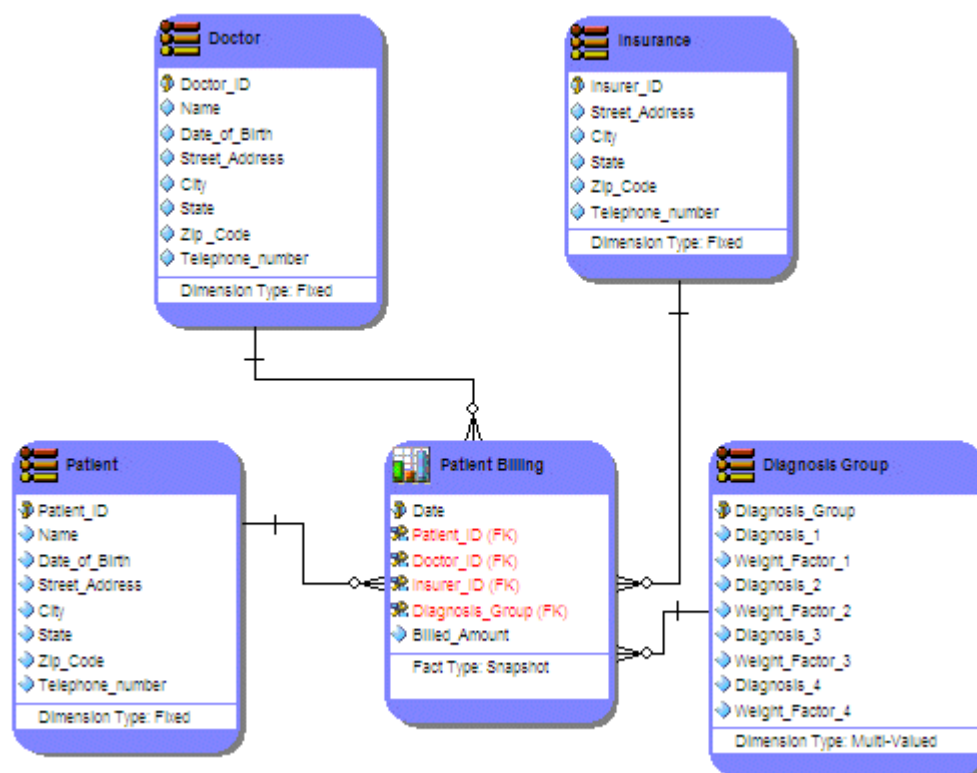 Doctor
Doctor_ID
Name
Date_of_Birth
Street_Address
City
State
Zip _Code
Telephone_number
Dimension Type: Fixed
Insurance
Insurer_ID
Street_Address
City
State
Zip_Code
Telephone_number
Dimension Type: Fixed
Patient
Patient_ID
Name
Date_of_Birth
Street_Address
City
State
Zip_Code
Telephone_number
Dimension Type: Fixed
Patient Billing
Date
Patient_ID (FK)
Doctor_ID (FK)
Insurer_ID (FK)
Diagnosis_Group (FK)
Billed_Amount
Fact Type: Snapshot
Diagnosis Group
Diagnosis_Group
Diagnosis_1
Weight_Factor_1
Diagnosis_2
Weight_Factor_2
Diagnosis_3
Weight_Factor_3
Diagnosis_4
Weight_Factor_4
Dimension Type: Multi-Valued